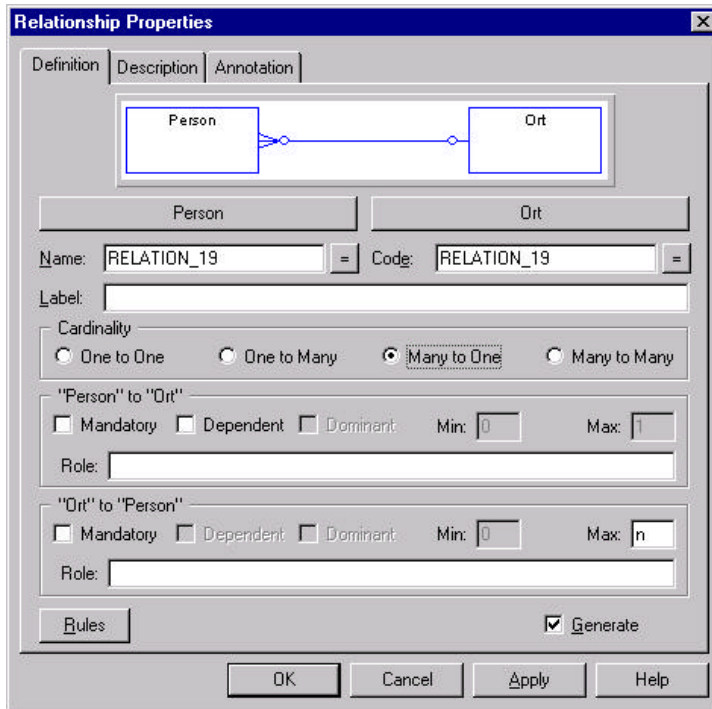 Relationship Properties
Definition Description Annotation
Person Ort
Person Ort
Name: RELATION_19 = Code: RELATION_19 =
Label:
Cardinality
One to One One to Many Many to One Many to Many
"Person" to "Ort"
Mandatory Dependent Dominant Min: 0 Max: 1
Role:
"Ort" to "Person"
Mandatory Dependent Dominant Min: 0 Max: n
Role:
Rules Generate
OK Cancel Apply Help